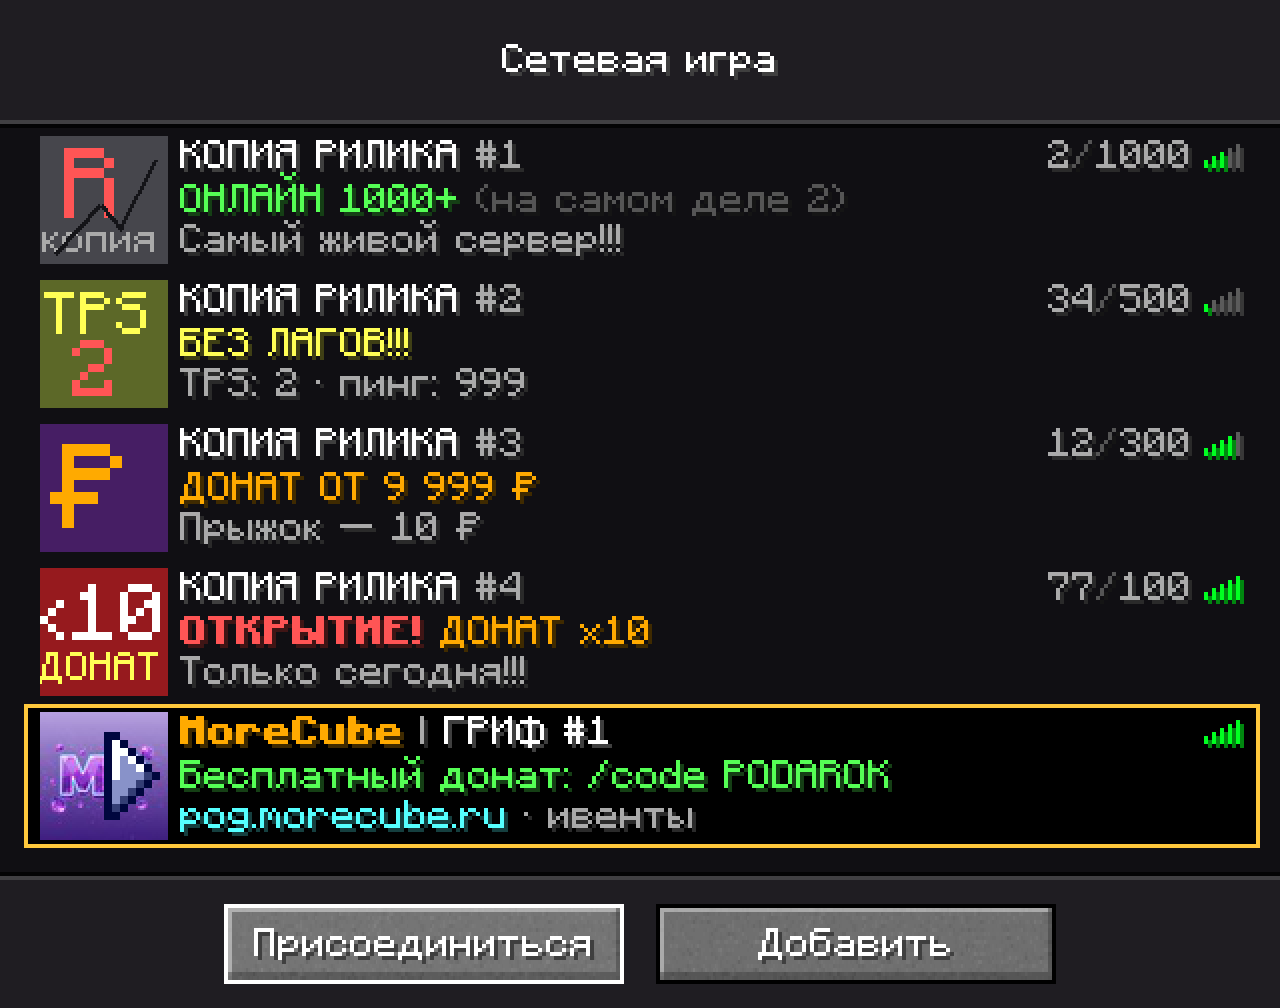 Сетевая игра
КОПИЯ РИЛИКА #1 2/1000
ОНЛАЙН 1000+ (на самом деле 2)
Самый живой сервер!!!
R
КОПИЯ
КОПИЯ РИЛИКА #2 34/500
БЕЗ ЛАГОВ!!!
TPS: 2 · пинг: 999
TPS
2
КОПИЯ РИЛИКА #3 12/300
ДОНАТ ОТ 9 999 ₽
Прыжок — 10 ₽
₽
КОПИЯ РИЛИКА #4 77/100
ОТКРЫТИЕ! ДОНАТ x10
Только сегодня!!!
x10
ДОНАТ
MoreCube | ГРИФ #1
Бесплатный донат: /code PODAROK
pog.morecube.ru · ивенты
M
Присоединиться
Добавить